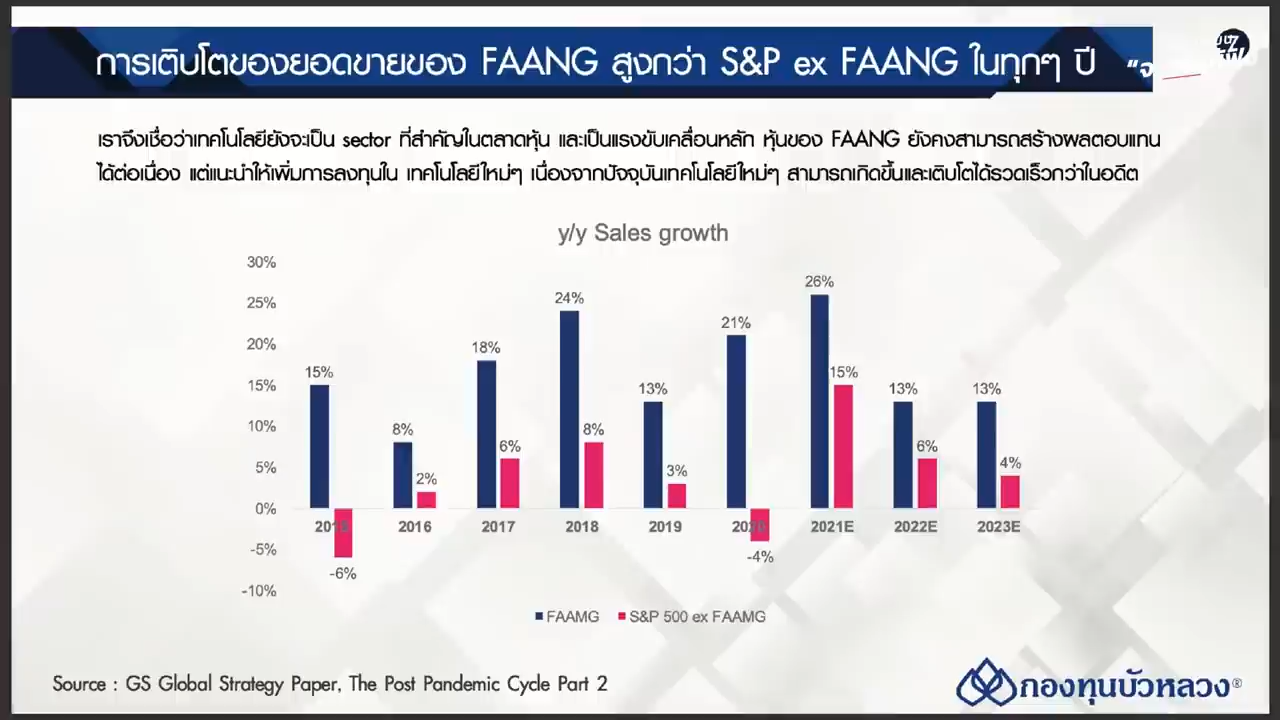 การเติบโตของยอดขายของ FAANG สูงกว่า S&P ex FAANG ในทุกๆ ปี
เราจึงเชื่อว่าเทคโนโลยียังจะเป็น sector ที่สำคัญในตลาดหุ้น และเป็นแรงขับเคลื่อนหลัก หุ้นของ FAANG ยังคงสามารถสร้างผลตอบแทน
ได้ต่อเนื่อง แต่แนะนำให้เพิ่มการลงทุนใน เทคโนโลยีใหม่ๆ เนื่องจากปัจจุบันเทคโนโลยีใหม่ๆ สามารถเกิดขึ้นและเติบโตได้รวดเร็วกว่าในอดีต
y/y Sales growth
30%
25%
20%
15%
10%
5%
0%
-5%
-10%
15% 8% 18% 24% 13% 21% 26% 13% 13%
-6% 2% 6% 8% 3% -4% 15% 6% 4%
2015 2016 2017 2018 2019 2020 2021E 2022E 2023E
FAAMG S&P 500 ex FAAMG
Source : GS Global Strategy Paper, The Post Pandemic Cycle Part 2
กองทุนบัวหลวง®